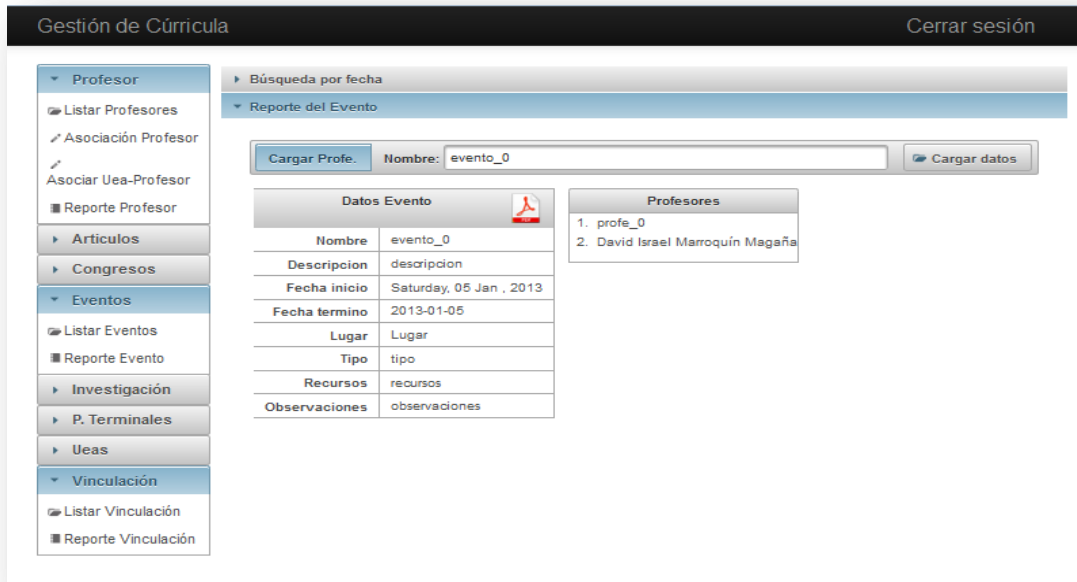 Gestión de Cúrricula
Cerrar sesión
Profesor
Listar Profesores
Asociación Profesor
Asociar Uea-Profesor
Reporte Profesor
Articulos
Congresos
Eventos
Listar Eventos
Reporte Evento
Investigación
P. Terminales
Ueas
Vinculación
Listar Vinculación
Reporte Vinculación
Búsqueda por fecha
Reporte del Evento
Cargar Profe. Nombre: evento_0 Cargar datos
Datos Evento
Nombre evento_0
Descripcion descripcion
Fecha inicio Saturday, 05 Jan , 2013
Fecha termino 2013-01-05
Lugar Lugar
Tipo tipo
Recursos recursos
Observaciones observaciones
Profesores
1. profe_0
2. David Israel Marroquín Magaña